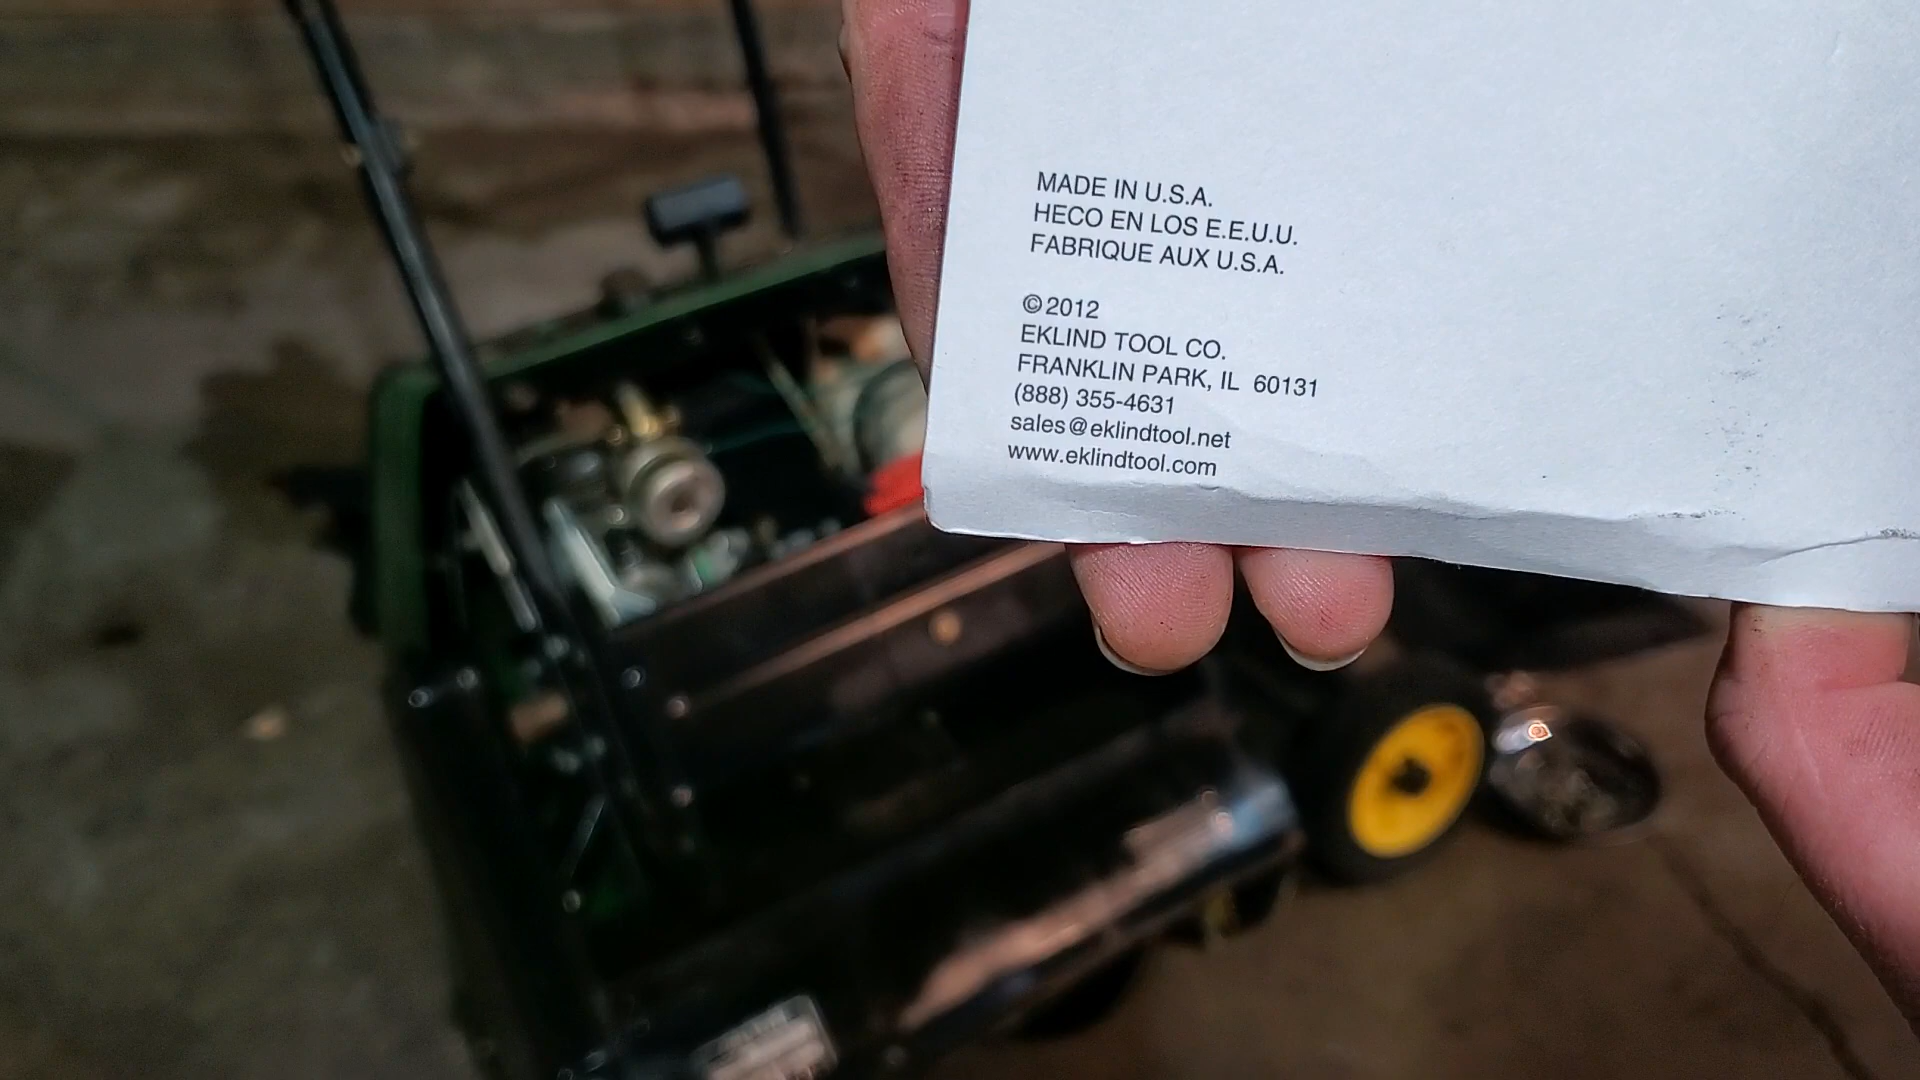 MADE IN U.S.A.
HECO EN LOS E.E.U.U.
FABRIQUE AUX U.S.A.
©2012
EKLIND TOOL CO.
FRANKLIN PARK, IL 60131
(888) 355-4631
sales@eklindtool.net
www.eklindtool.com